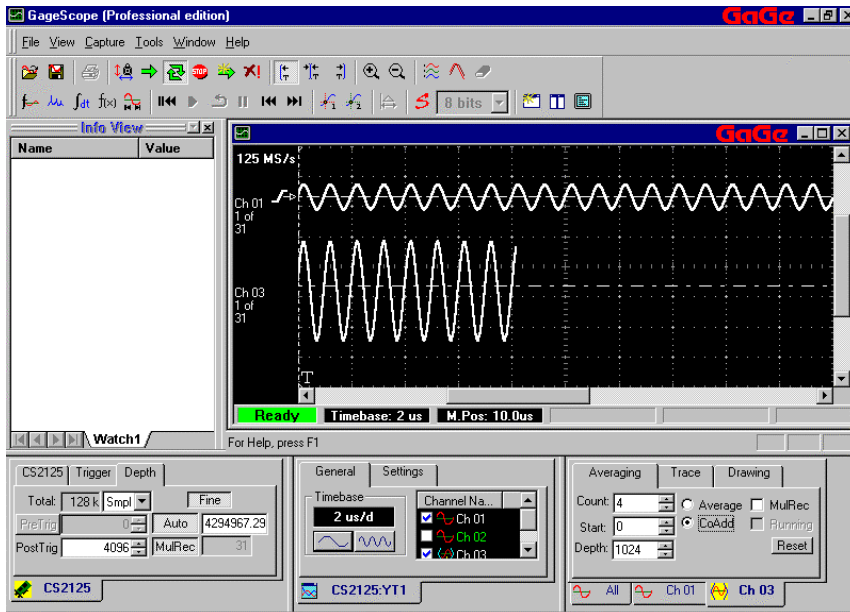 GageScope (Professional edition)
GaGe
File View Capture Tools Window Help
STOP
∫dt f(x) 1 2 8 bits
Info View
Name Value
Watch1
GaGe
125 MS/s
Ch 01
1 of
31
Ch 03
1 of
31
T
Ready Timebase: 2 us M.Pos: 10.0us
For Help, press F1
CS2125 Trigger Depth
Total: 128 k Smpl Fine
PreTrig 0 Auto 4294967.29
PostTrig 4096 MulRec 31
CS2125
General Settings
Timebase
2 us/d
Channel Na...
Ch 01
Ch 02
Ch 03
CS2125:YT1
Averaging Trace Drawing
Count: 4 Average MulRec
Start: 0 CoAdd Running
Depth: 1024 Reset
All Ch 01 Ch 03